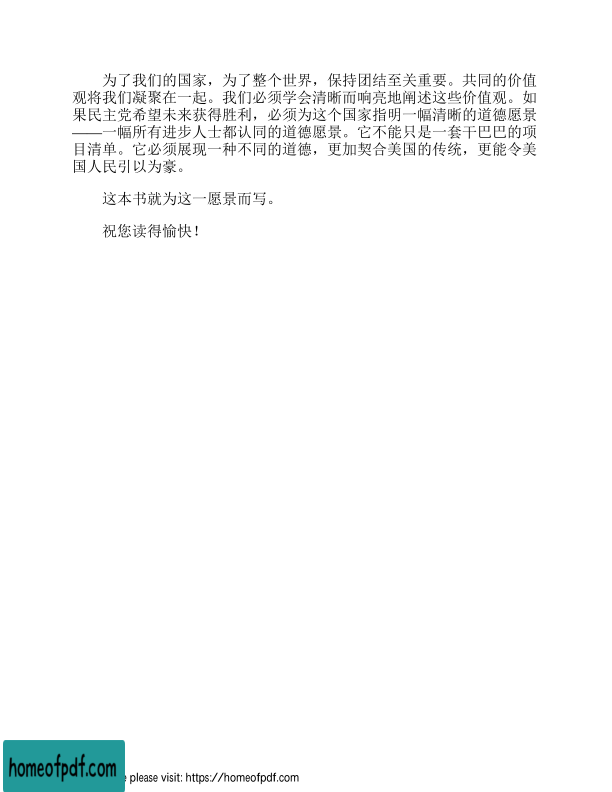 为了我们的国家，为了整个世界，保持团结至关重要。共同的价值
观将我们凝聚在一起。我们必须学会清晰而响亮地阐述这些价值观。如
果民主党希望未来获得胜利，必须为这个国家指明一幅清晰的道德愿景
——一幅所有进步人士都认同的道德愿景。它不能只是一套干巴巴的项
目清单。它必须展现一种不同的道德，更加契合美国的传统，更能令美
国人民引以为豪。
这本书就为这一愿景而写。
祝您读得愉快！
homeofpdf.com
please visit: https://homeofpdf.com